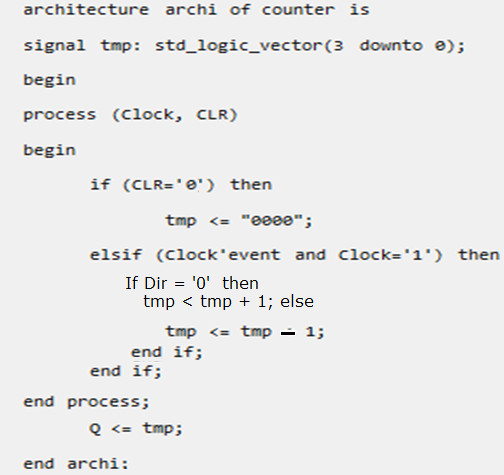 architecture archi of counter is
signal tmp: std_logic_vector(3 downto 0);
begin
process (Clock, CLR)
begin
if (CLR='0') then
tmp <= "0000";
elsif (Clock'event and Clock='1') then
If Dir = '0' then
tmp < tmp + 1; else
tmp <= tmp - 1;
end if;
end if;
end process;
Q <= tmp;
end archi: